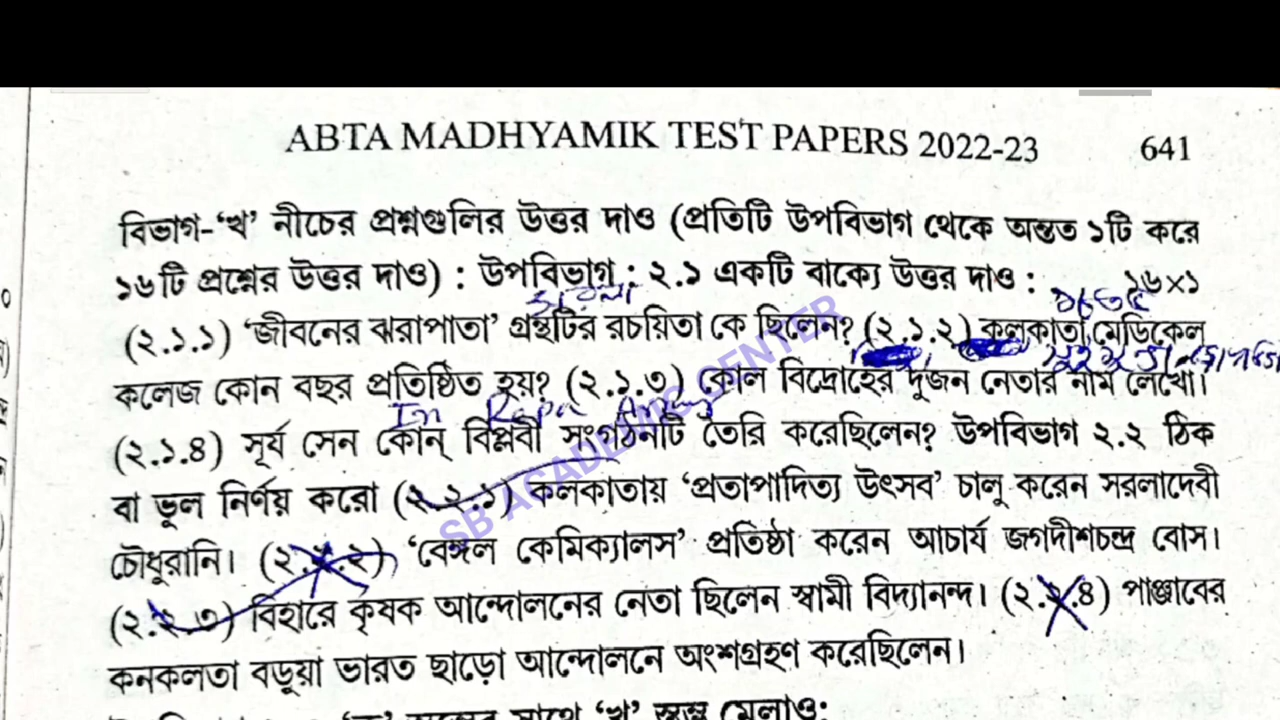 ABTA MADHYAMIK TEST PAPERS 2022-23 641
বিভাগ-‘খ’ নীচের প্রশ্নগুলির উত্তর দাও (প্রতিটি উপবিভাগ থেকে অন্তত ১টি করে
১৬টি প্রশ্নের উত্তর দাও) : উপবিভাগ : ২.১ একটি বাক্যে উত্তর দাও : ১৬×১
সরলা ১৮৩৫
(২.১.১) ‘জীবনের ঝরাপাতা’ গ্রন্থটির রচয়িতা কে ছিলেন? (২.১.২) কলকাতা মেডিকেল
কলেজ কোন বছর প্রতিষ্ঠিত হয়? (২.১.৩) কোল বিদ্রোহের দুজন নেতার নাম লেখো।
(২.১.৪) সূর্য সেন কোন্ বিপ্লবী সংগঠনটি তৈরি করেছিলেন? উপবিভাগ ২.২ ঠিক
বা ভুল নির্ণয় করো (২.২.১) কলকাতায় ‘প্রতাপাদিত্য উৎসব’ চালু করেন সরলাদেবী
চৌধুরানি। (২.২.২) ‘বেঙ্গল কেমিক্যালস’ প্রতিষ্ঠা করেন আচার্য জগদীশচন্দ্র বোস।
(২.২.৩) বিহারে কৃষক আন্দোলনের নেতা ছিলেন স্বামী বিদ্যানন্দ। (২.২.৪) পাঞ্জাবের
কনকলতা বড়ুয়া ভারত ছাড়ো আন্দোলনে অংশগ্রহণ করেছিলেন।
স্তম্ভের সাথে ‘খ’ স্তম্ভ মেলাও:
SB ACADEMIC CENTER